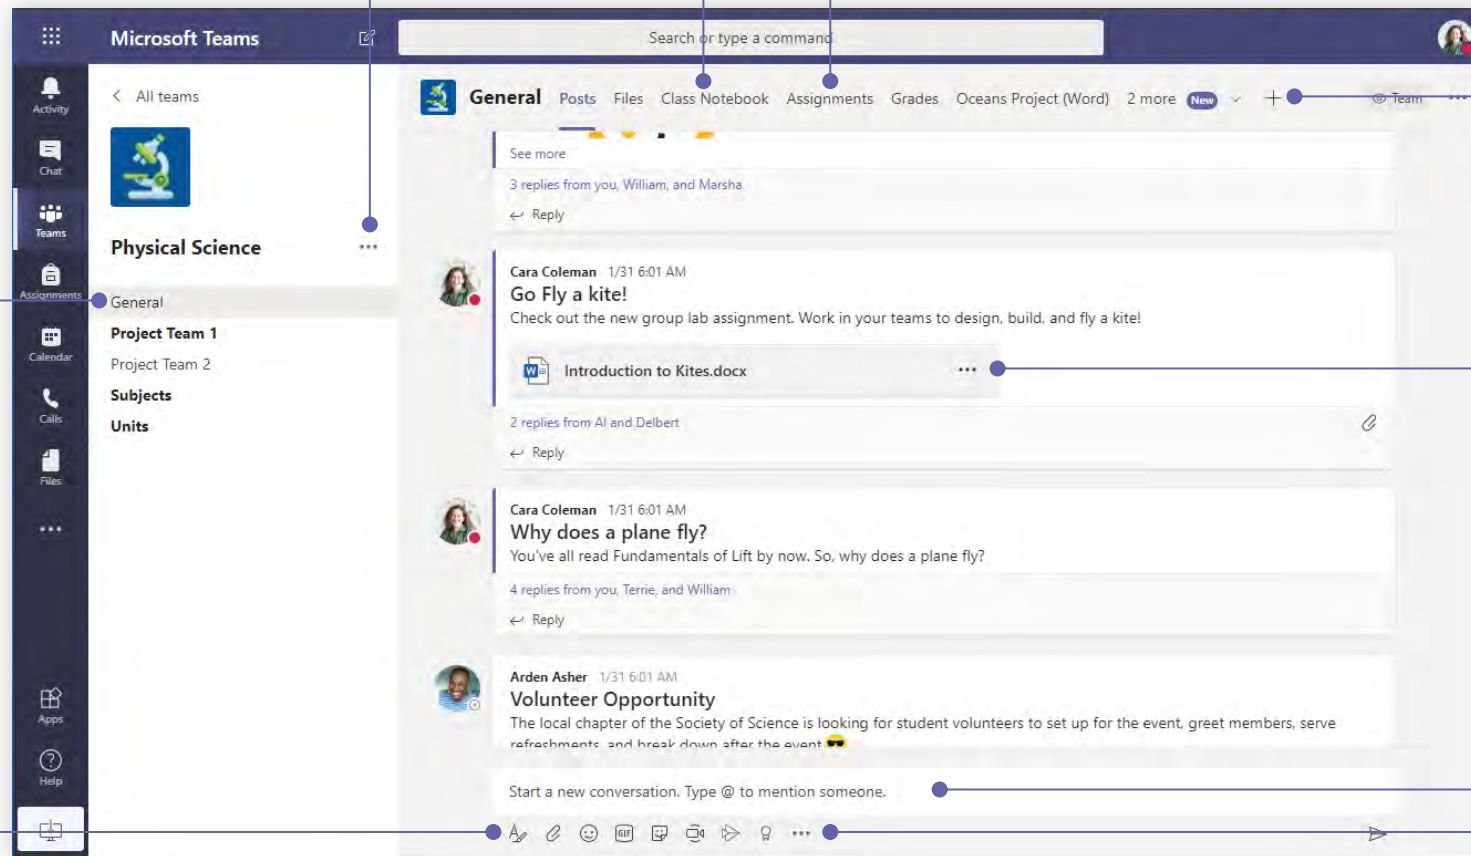 Microsoft Teams
Search or type a command
Activity
Chat
Teams
Assignments
Calendar
Calls
Files
Apps
Help
All teams
Physical Science
General
Project Team 1
Project Team 2
Subjects
Units
General Posts Files Class Notebook Assignments Grades Oceans Project (Word) 2 more New Team
See more
3 replies from you, William, and Marsha
Reply
Cara Coleman 1/31 6:01 AM
Go Fly a kite!
Check out the new group lab assignment. Work in your teams to design, build, and fly a kite!
Introduction to Kites.docx
2 replies from Al and Delbert
Reply
Cara Coleman 1/31 6:01 AM
Why does a plane fly?
You've all read Fundamentals of Lift by now. So, why does a plane fly?
4 replies from you, Terrie, and William
Reply
Arden Asher 1/31 6:01 AM
Volunteer Opportunity
The local chapter of the Society of Science is looking for student volunteers to set up for the event, greet members, serve
refreshments, and break down after the event
Start a new conversation. Type @ to mention someone.
GIF